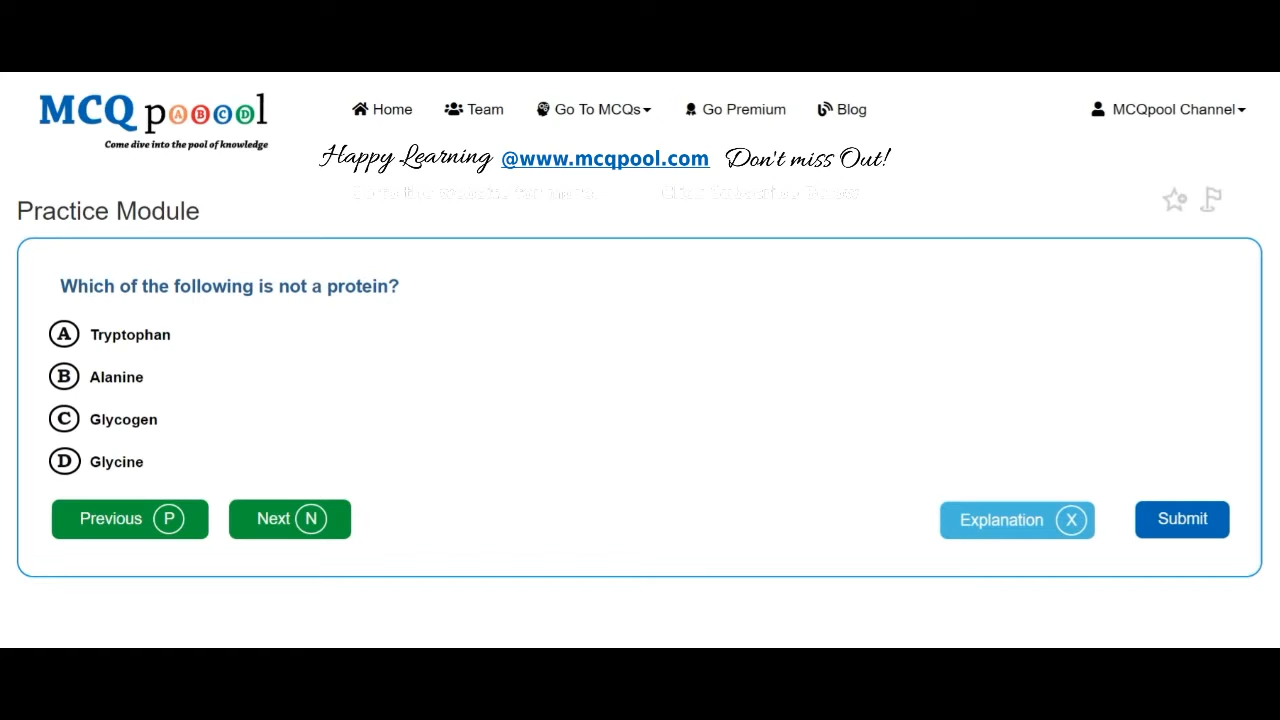 MCQ pABCDl
Come dive into the pool of knowledge
Home Team Go To MCQs Go Premium Blog MCQpool Channel
Happy Learning @www.mcqpool.com Don't miss Out!
Practice Module
Which of the following is not a protein?
A Tryptophan
B Alanine
C Glycogen
D Glycine
Previous P Next N Explanation X Submit